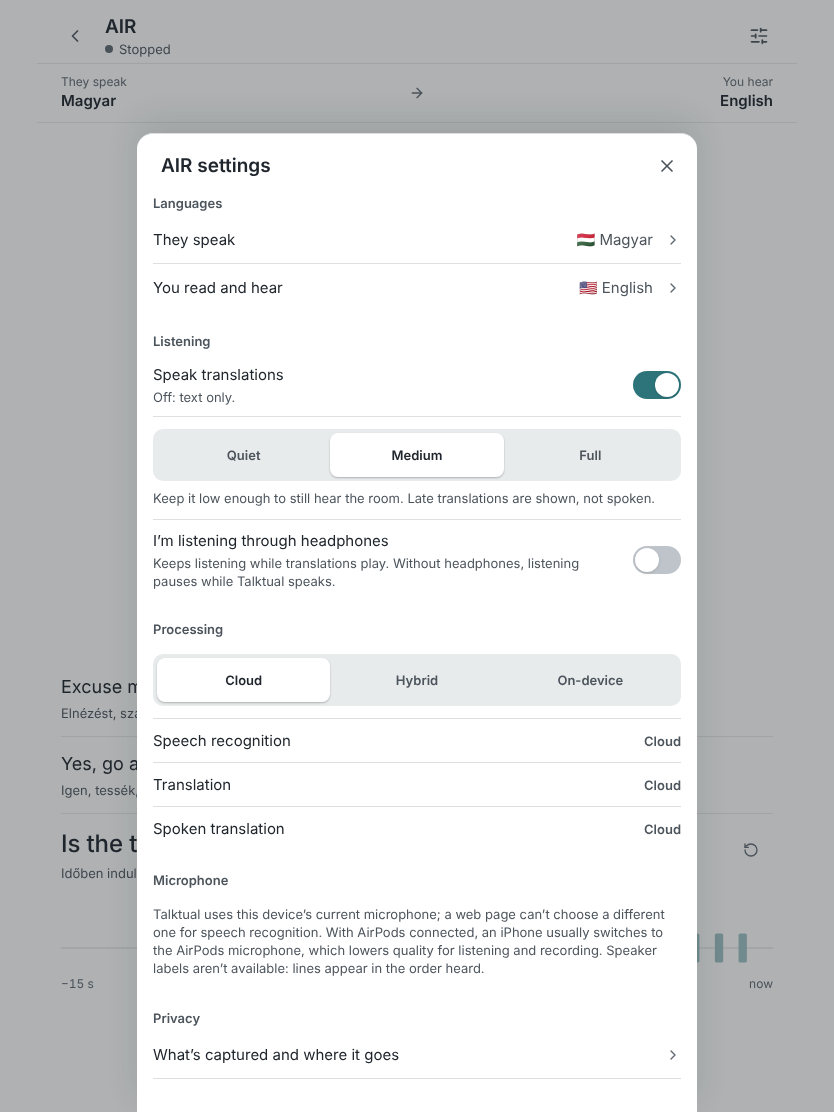 AIR
Stopped
They speak
Magyar
You hear
English
AIR settings
Languages
They speak
Magyar
You read and hear
English
Listening
Speak translations
Off: text only.
Quiet
Medium
Full
Keep it low enough to still hear the room. Late translations are shown, not spoken.
I’m listening through headphones
Keeps listening while translations play. Without headphones, listening
pauses while Talktual speaks.
Processing
Cloud
Hybrid
On-device
Speech recognition
Cloud
Translation
Cloud
Spoken translation
Cloud
Microphone
Talktual uses this device’s current microphone; a web page can’t choose a different
one for speech recognition. With AirPods connected, an iPhone usually switches to
the AirPods microphone, which lowers quality for listening and recording. Speaker
labels aren’t available: lines appear in the order heard.
Privacy
What’s captured and where it goes
Excuse
Elnézést,
Yes, go
Igen, tessék,
Is the
Időben
−15 s
now